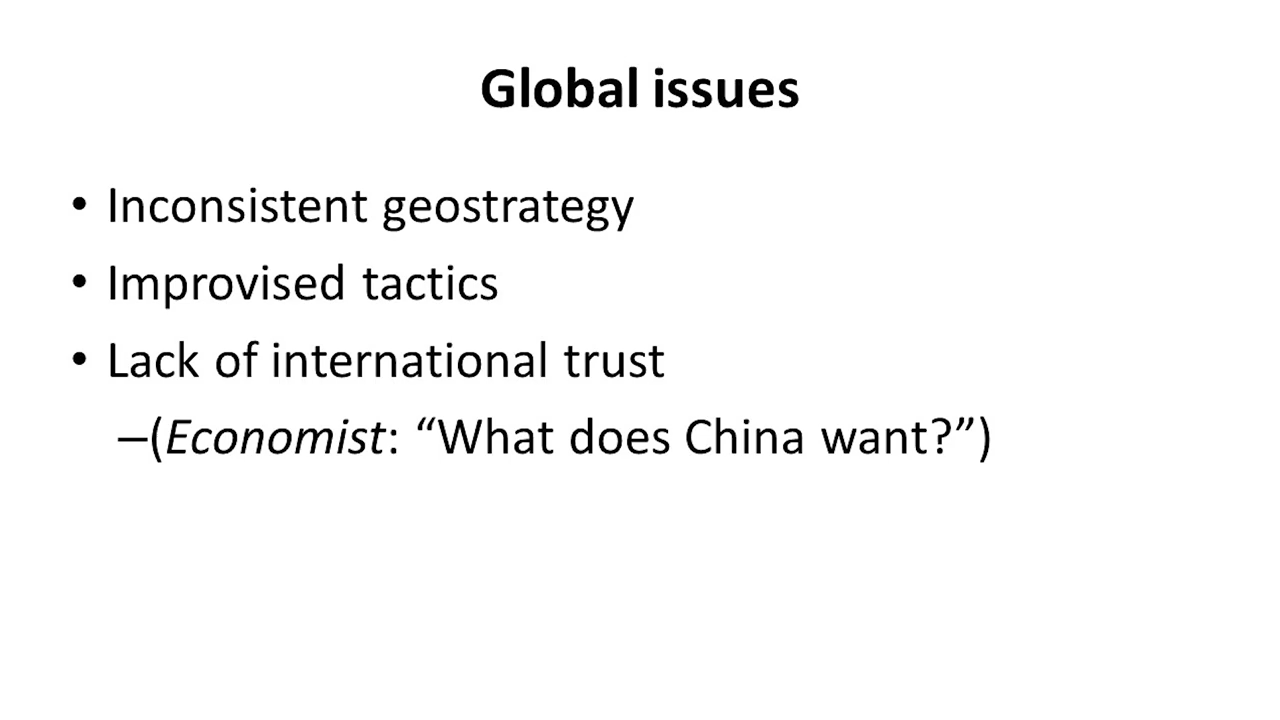 Global issues
• Inconsistent geostrategy
• Improvised tactics
• Lack of international trust
–(Economist: “What does China want?”)